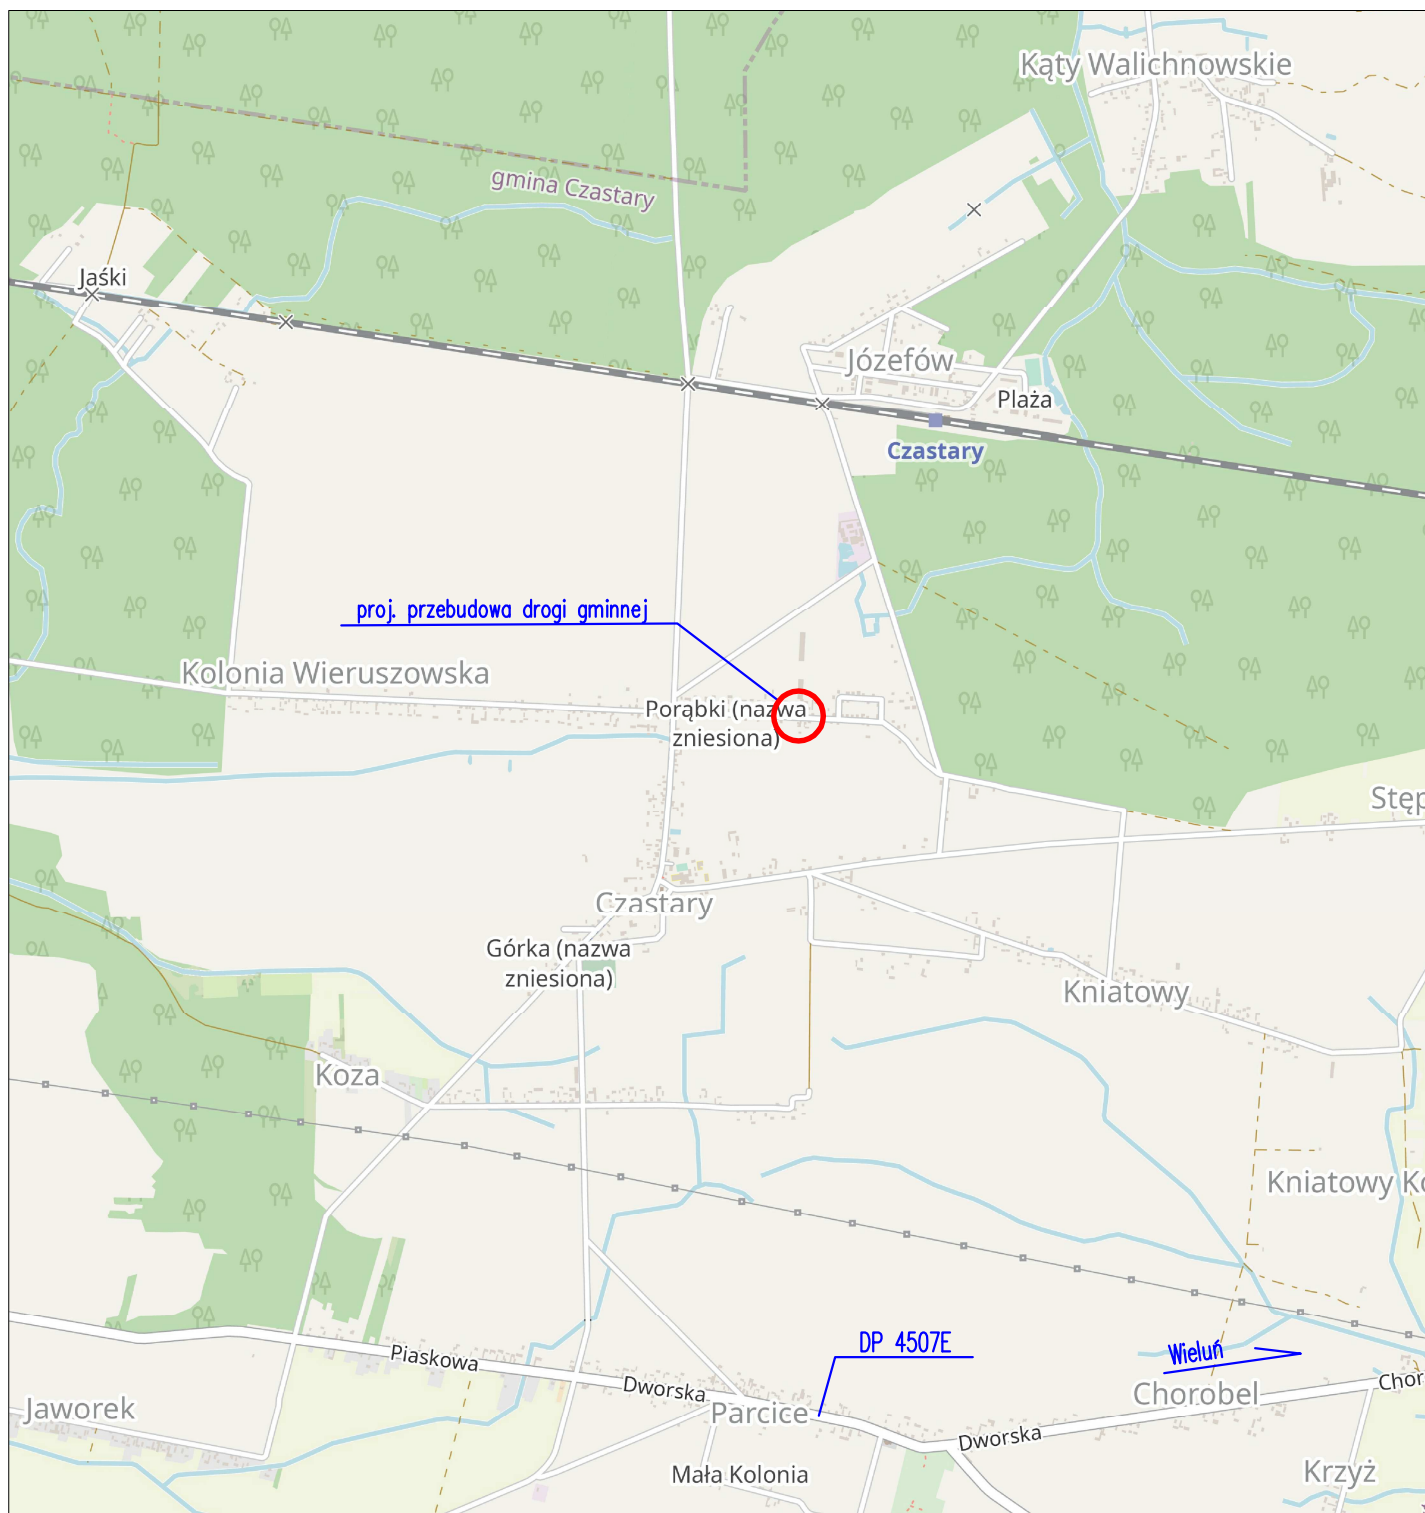 Kąty Walichnowskie
gmina Czastary
Jaśki
Józefów
Plaża
Czastary
proj. przebudowa drogi gminnej
Kolonia Wieruszowska
Porąbki (nazwa
zniesiona)
Stęp
Czastary
Górka (nazwa
zniesiona)
Kniatowy
Koza
Kniatowy Ko
DP 4507E
Wieluń
Piaskowa
Dworska
Chor
Chorobel
Jaworek
Parcice
Dworska
Mała Kolonia
Krzyż